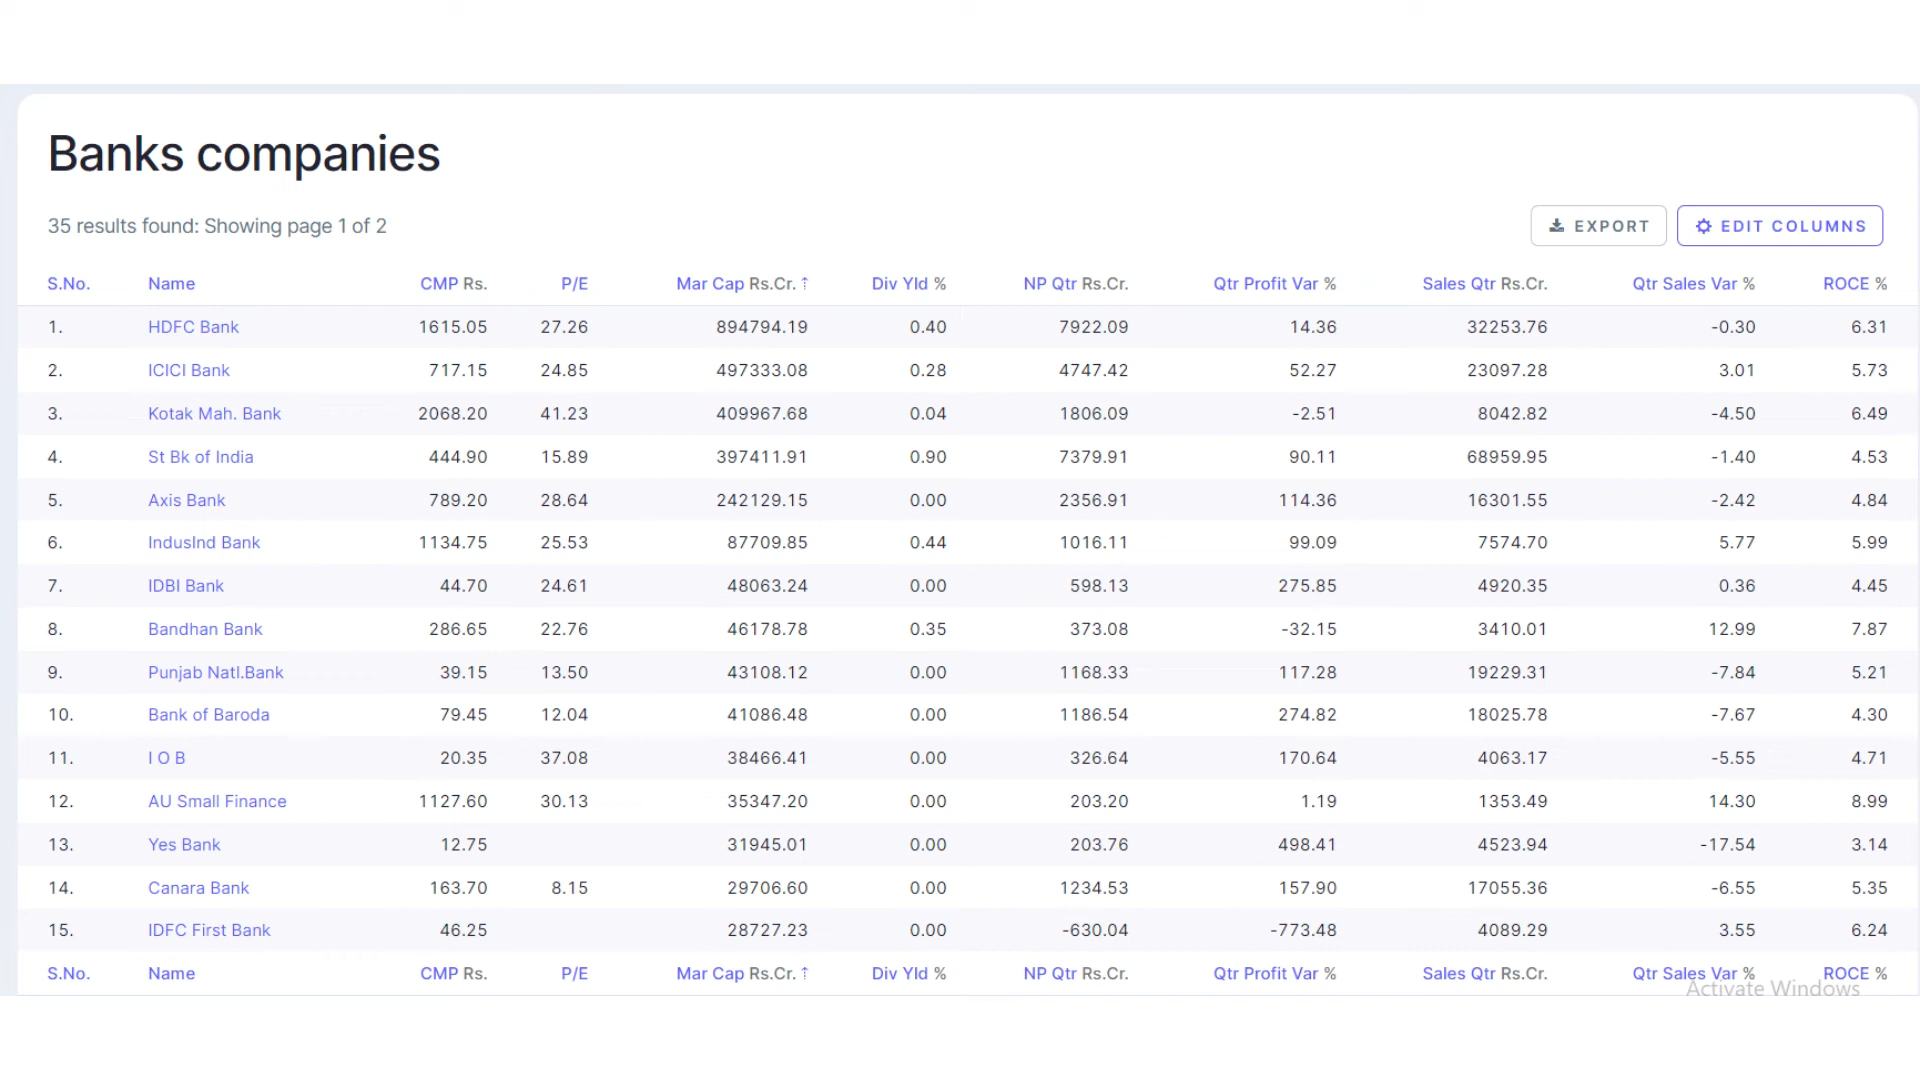 Banks companies
35 results found: Showing page 1 of 2
EXPORT
EDIT COLUMNS
S.No. Name CMP Rs. P/E Mar Cap Rs.Cr. ↑ Div Yld % NP Qtr Rs.Cr. Qtr Profit Var % Sales Qtr Rs.Cr. Qtr Sales Var % ROCE %
1. HDFC Bank 1615.05 27.26 894794.19 0.40 7922.09 14.36 32253.76 -0.30 6.31
2. ICICI Bank 717.15 24.85 497333.08 0.28 4747.42 52.27 23097.28 3.01 5.73
3. Kotak Mah. Bank 2068.20 41.23 409967.68 0.04 1806.09 -2.51 8042.82 -4.50 6.49
4. St Bk of India 444.90 15.89 397411.91 0.90 7379.91 90.11 68959.95 -1.40 4.53
5. Axis Bank 789.20 28.64 242129.15 0.00 2356.91 114.36 16301.55 -2.42 4.84
6. IndusInd Bank 1134.75 25.53 87709.85 0.44 1016.11 99.09 7574.70 5.77 5.99
7. IDBI Bank 44.70 24.61 48063.24 0.00 598.13 275.85 4920.35 0.36 4.45
8. Bandhan Bank 286.65 22.76 46178.78 0.35 373.08 -32.15 3410.01 12.99 7.87
9. Punjab Natl.Bank 39.15 13.50 43108.12 0.00 1168.33 117.28 19229.31 -7.84 5.21
10. Bank of Baroda 79.45 12.04 41086.48 0.00 1186.54 274.82 18025.78 -7.67 4.30
11. I O B 20.35 37.08 38466.41 0.00 326.64 170.64 4063.17 -5.55 4.71
12. AU Small Finance 1127.60 30.13 35347.20 0.00 203.20 1.19 1353.49 14.30 8.99
13. Yes Bank 12.75 31945.01 0.00 203.76 498.41 4523.94 -17.54 3.14
14. Canara Bank 163.70 8.15 29706.60 0.00 1234.53 157.90 17055.36 -6.55 5.35
15. IDFC First Bank 46.25 28727.23 0.00 -630.04 -773.48 4089.29 3.55 6.24
S.No. Name CMP Rs. P/E Mar Cap Rs.Cr. ↑ Div Yld % NP Qtr Rs.Cr. Qtr Profit Var % Sales Qtr Rs.Cr. Qtr Sales Var % ROCE %
Activate Windows